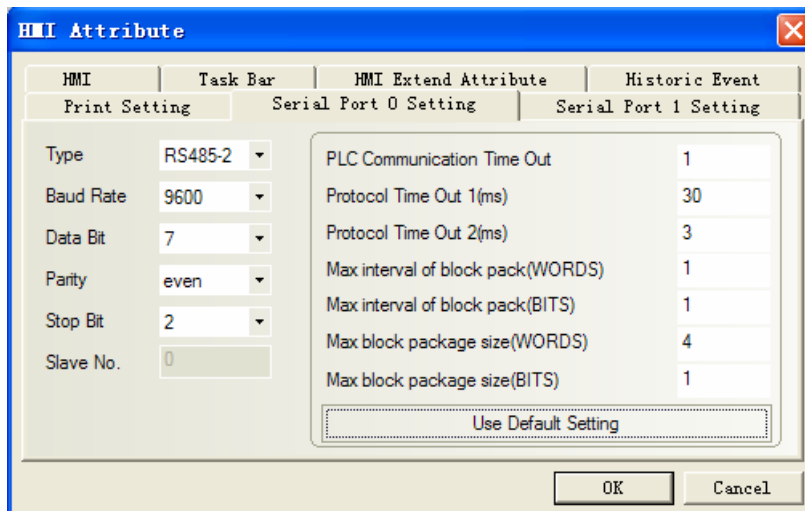 HMI Attribute
HMI Task Bar HMI Extend Attribute Historic Event
Print Setting Serial Port 0 Setting Serial Port 1 Setting
Type RS485-2
Baud Rate 9600
Data Bit 7
Parity even
Stop Bit 2
Slave No. 0
PLC Communication Time Out 1
Protocol Time Out 1(ms) 30
Protocol Time Out 2(ms) 3
Max interval of block pack(WORDS) 1
Max interval of block pack(BITS) 1
Max block package size(WORDS) 4
Max block package size(BITS) 1
Use Default Setting
OK Cancel